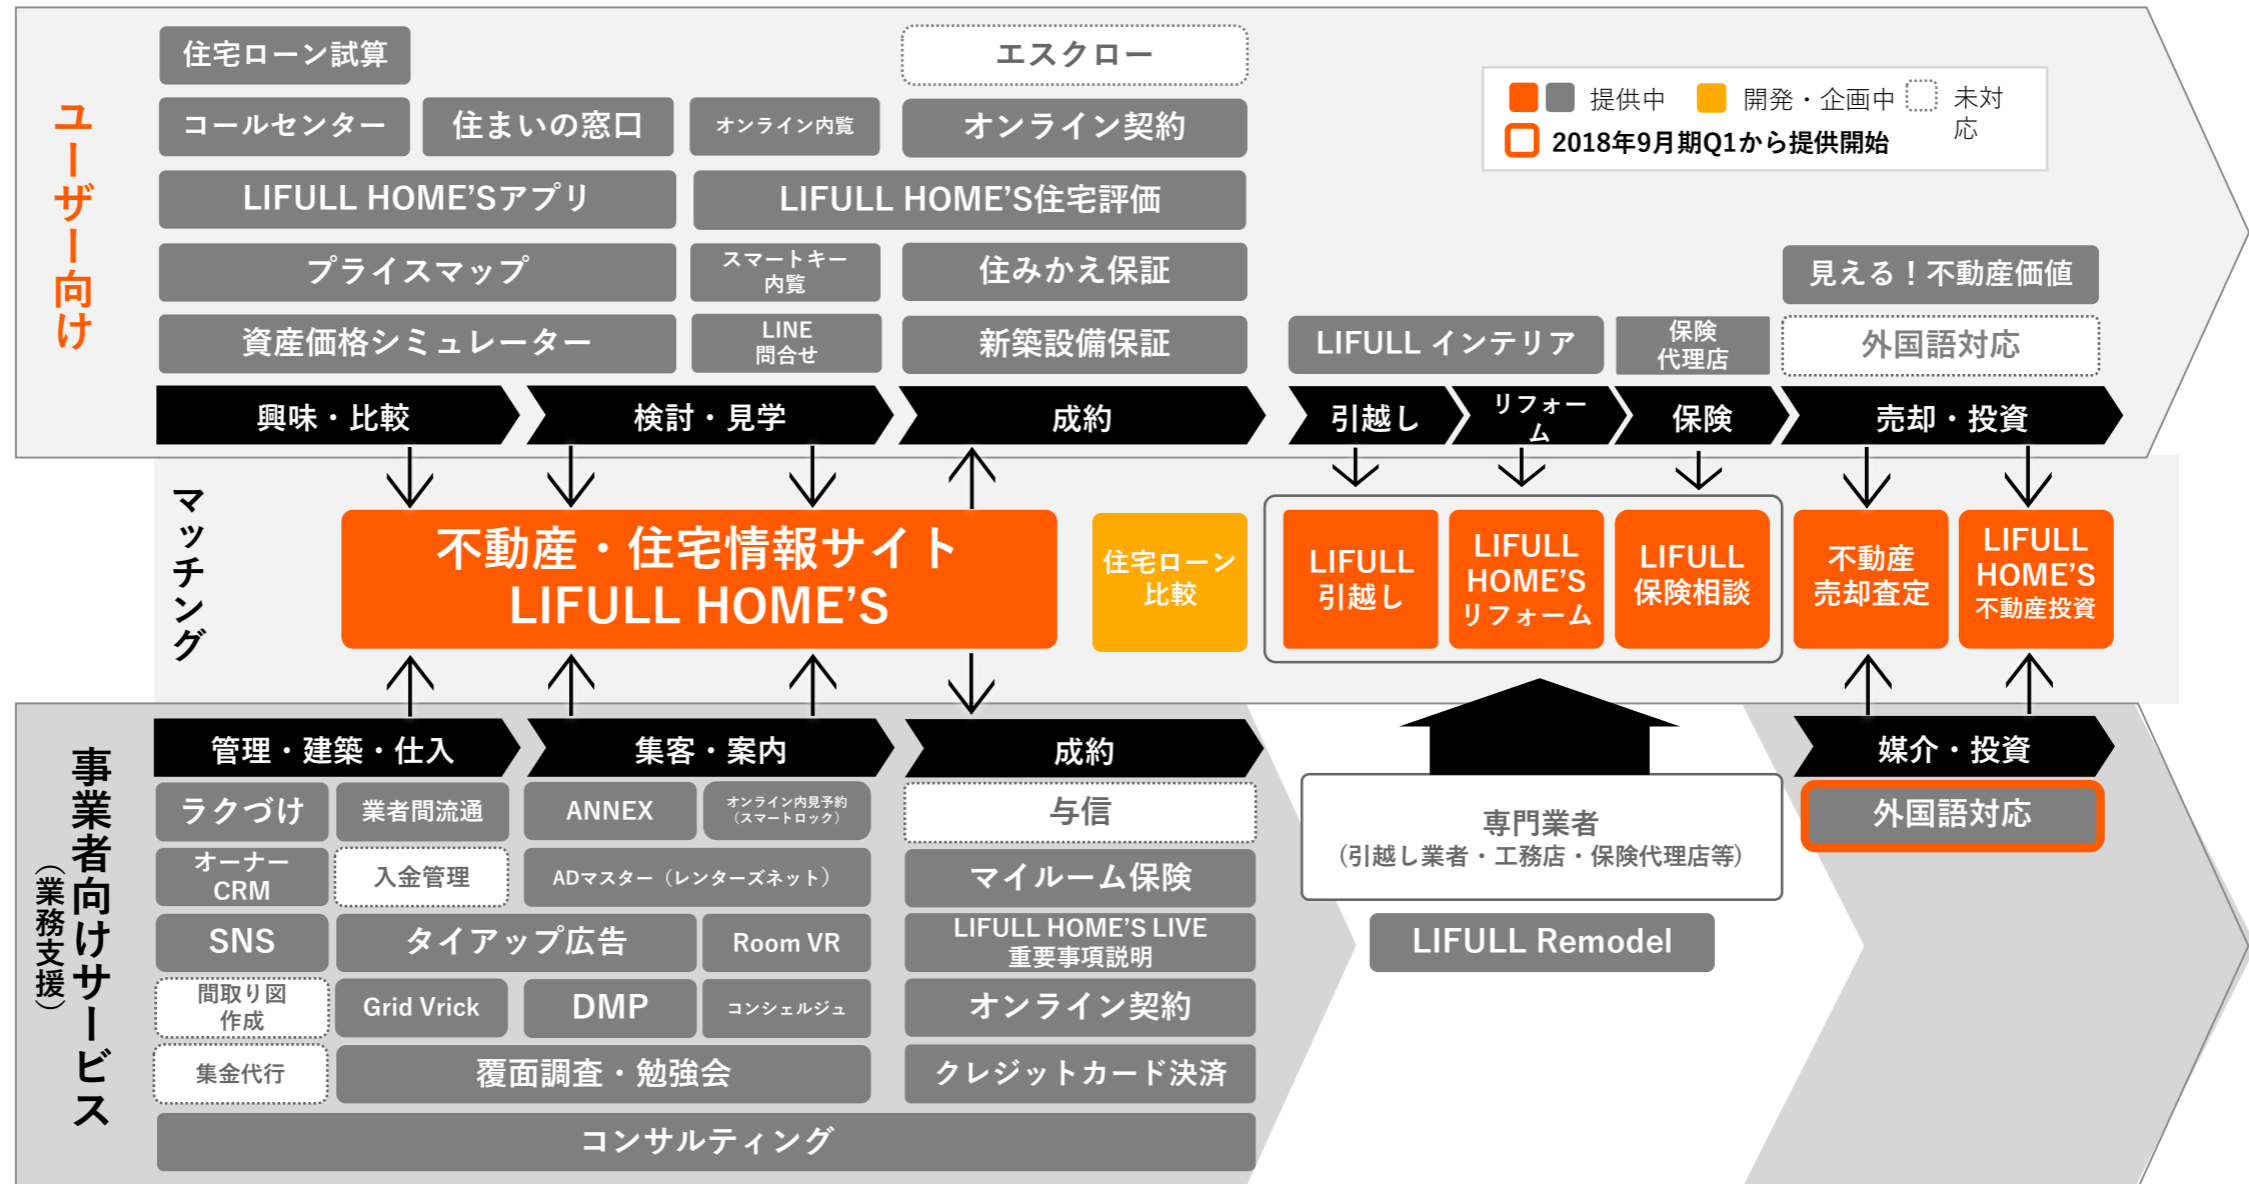 ユーザー向け
住宅ローン試算
エスクロー
コールセンター
住まいの窓口
オンライン内覧
オンライン契約
提供中
開発・企画中
未対
応
2018年9月期Q1から提供開始
LIFULL HOME’Sアプリ
LIFULL HOME’S住宅評価
プライスマップ
スマートキー
内覧
住みかえ保証
見える！不動産価値
資産価格シミュレーター
LINE
問合せ
新築設備保証
LIFULL インテリア
保険
代理店
外国語対応
興味・比較
検討・見学
成約
引越し
リフォー
ム
保険
売却・投資
マッチング
不動産・住宅情報サイト
LIFULL HOME’S
住宅ローン
比較
LIFULL
引越し
LIFULL
HOME’S
リフォーム
LIFULL
保険相談
不動産
売却査定
LIFULL
HOME’S
不動産投資
事業者向けサービス
（業務支援）
管理・建築・仕入
集客・案内
成約
媒介・投資
ラクづけ
業者間流通
ANNEX
オンライン内見予約
（スマートロック）
与信
専門業者
（引越し業者・工務店・保険代理店等）
外国語対応
オーナー
CRM
入金管理
ADマスター（レンターズネット）
マイルーム保険
SNS
タイアップ広告
Room VR
LIFULL HOME’S LIVE
重要事項説明
LIFULL Remodel
間取り図
作成
Grid Vrick
DMP
コンシェルジュ
オンライン契約
集金代行
覆面調査・勉強会
クレジットカード決済
コンサルティング